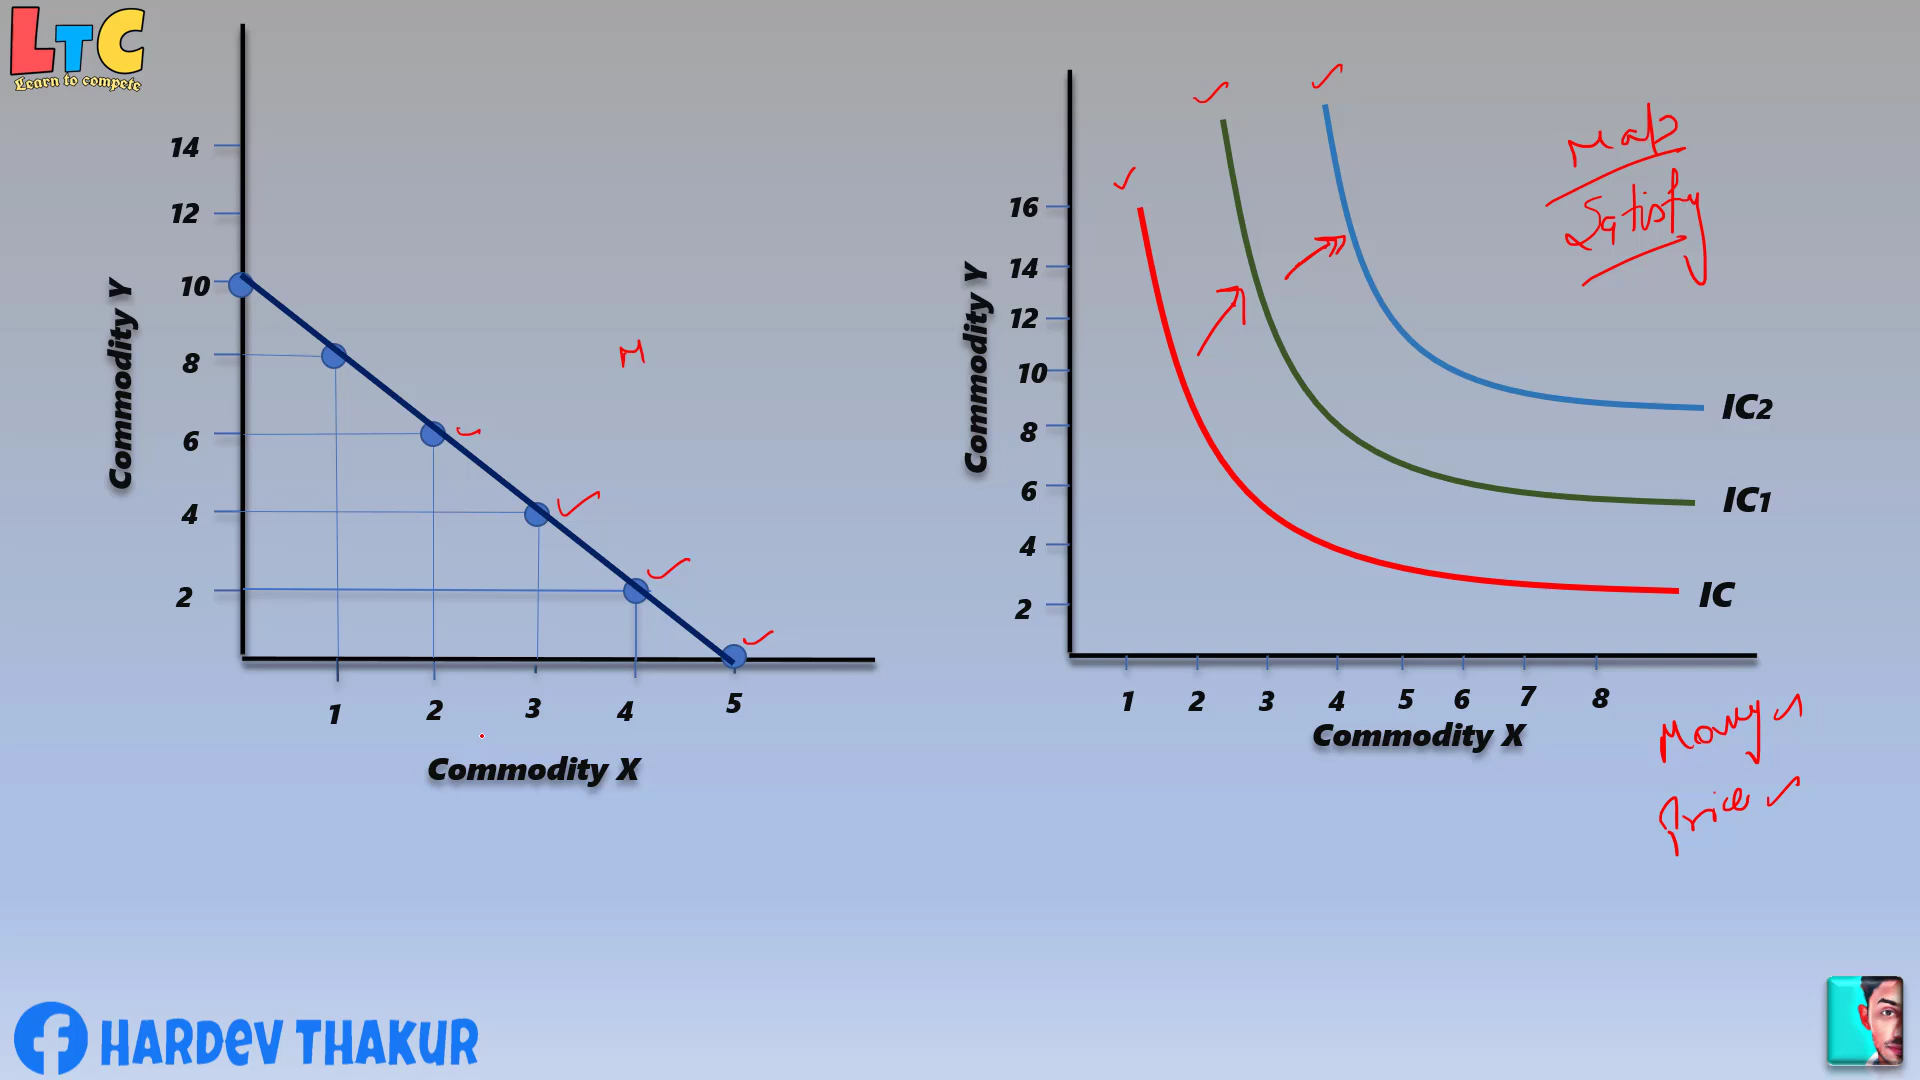 LTC
Learn to compete
14
12
10
8
6
4
2
Commodity Y
1 2 3 4 5
Commodity X
M
16
14
12
10
8
6
4
2
Commodity Y
IC2
IC1
IC
1 2 3 4 5 6 7 8
Commodity X
Map
Satisfy
Money
Price
HARDEV THAKUR